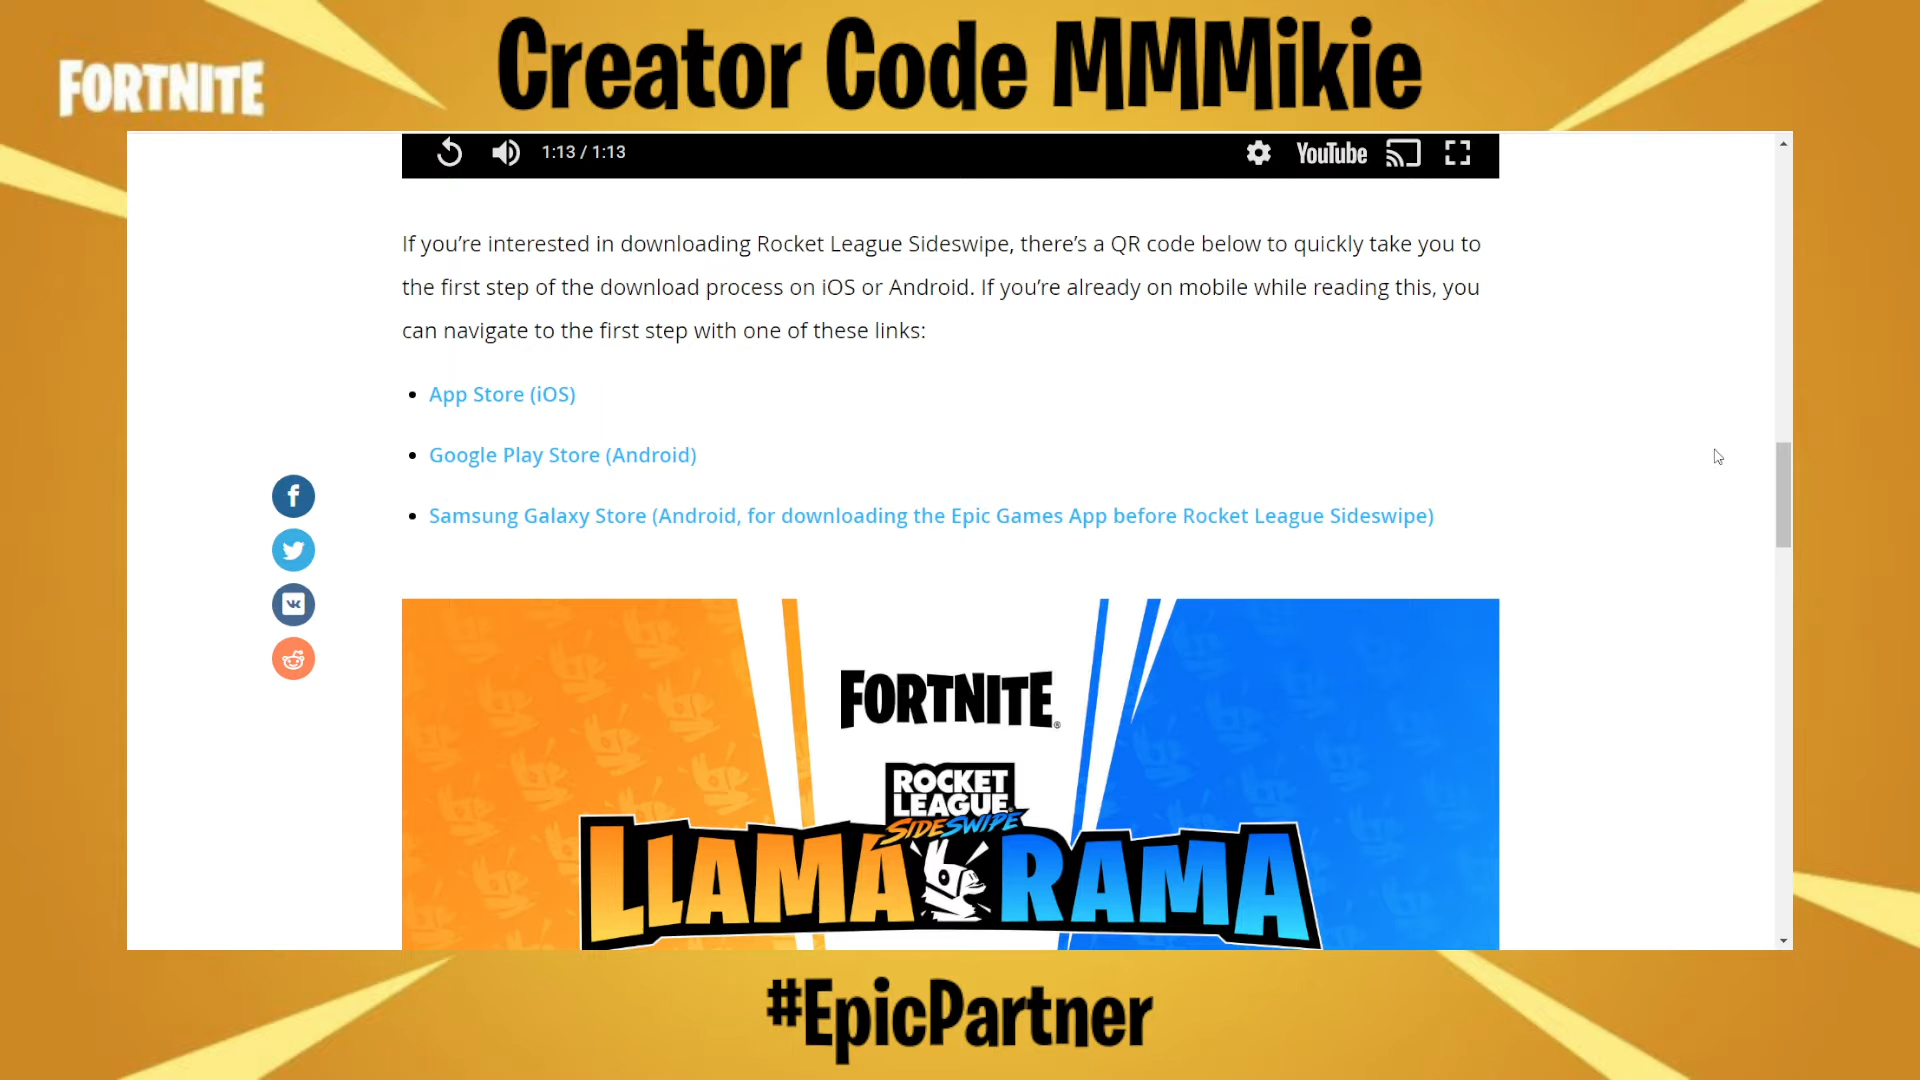 FORTNITE
Creator Code MMMikie
1:13 / 1:13
YouTube
If you’re interested in downloading Rocket League Sideswipe, there’s a QR code below to quickly take you to
the first step of the download process on iOS or Android. If you’re already on mobile while reading this, you
can navigate to the first step with one of these links:
App Store (iOS)
Google Play Store (Android)
Samsung Galaxy Store (Android, for downloading the Epic Games App before Rocket League Sideswipe)
FORTNITE®
ROCKET
LEAGUE®
SIDESWIPE
LLAMA RAMA
#EpicPartner